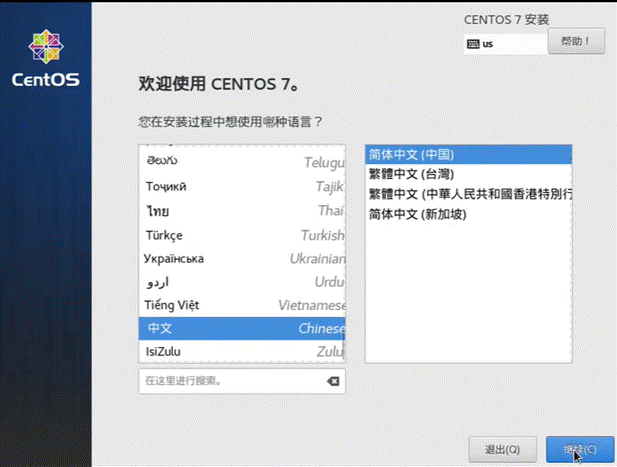 CENTOS 7 安装
us
帮助！
CentOS
欢迎使用 CENTOS 7。
您在安装过程中想使用哪种语言？
తెలుగు Telugu
Тоҷикӣ Tajik
ไทย Thai
Türkçe Turkish
Українська Ukrainian
اردو Urdu
Tiếng Việt Vietnamese
中文 Chinese
IsiZulu Zulu
简体中文 (中国)
繁體中文 (台灣)
繁體中文 (中華人民共和國香港特別行
简体中文 (新加坡)
在这里进行搜索。
退出(Q)
继续(C)